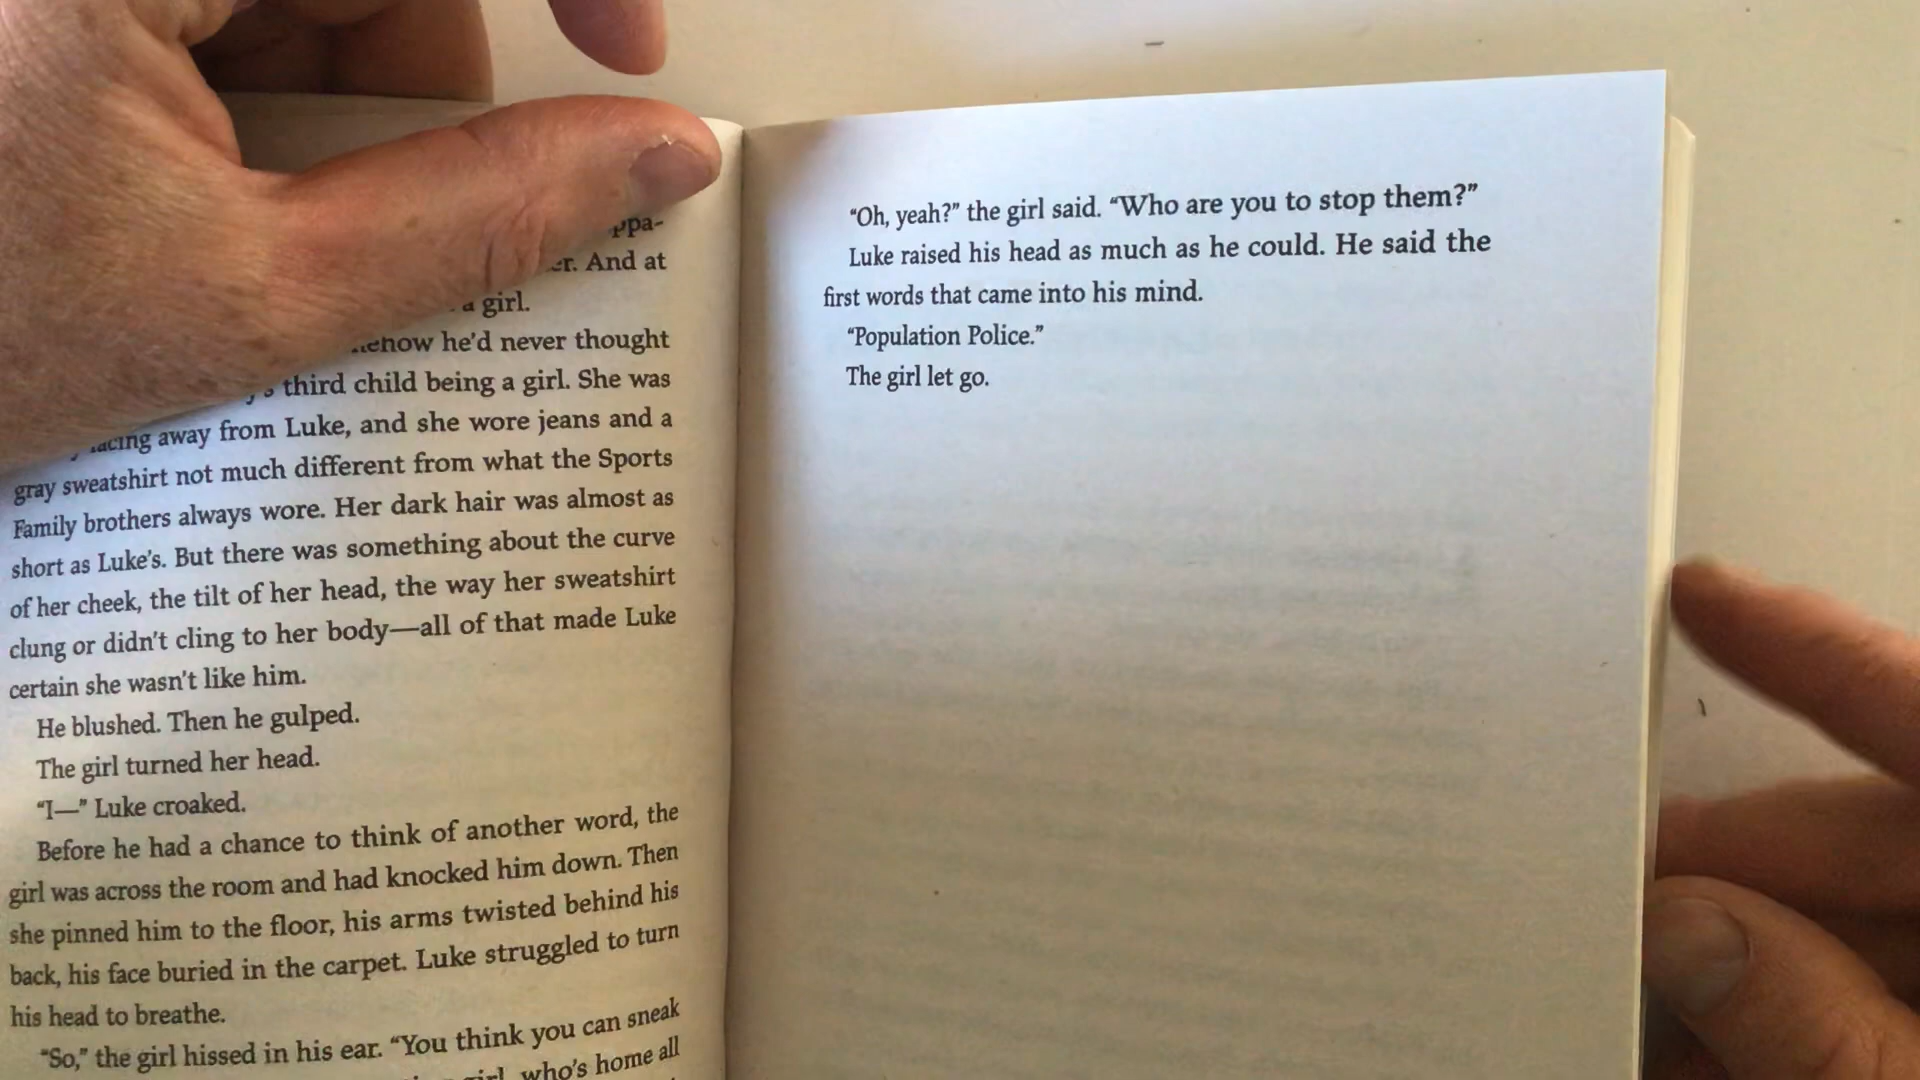 er. And at
a girl.
he'd never thought
third child being a girl. She was
away from Luke, and she wore jeans and a
gray sweatshirt not much different from what the Sports
Family brothers always wore. Her dark hair was almost as
short as Luke's. But there was something about the curve
of her cheek, the tilt of her head, the way her sweatshirt
clung or didn't cling to her body—all of that made Luke
certain she wasn't like him.
He blushed. Then he gulped.
The girl turned her head.
“I—” Luke croaked.
Before he had a chance to think of another word, the
girl was across the room and had knocked him down. Then
she pinned him to the floor, his arms twisted behind his
back, his face buried in the carpet. Luke struggled to turn
his head to breathe.
“So,” the girl hissed in his ear. “You think you can sneak
girl, who's home all
“Oh, yeah?” the girl said. “Who are you to stop them?”
Luke raised his head as much as he could. He said the
first words that came into his mind.
“Population Police.”
The girl let go.